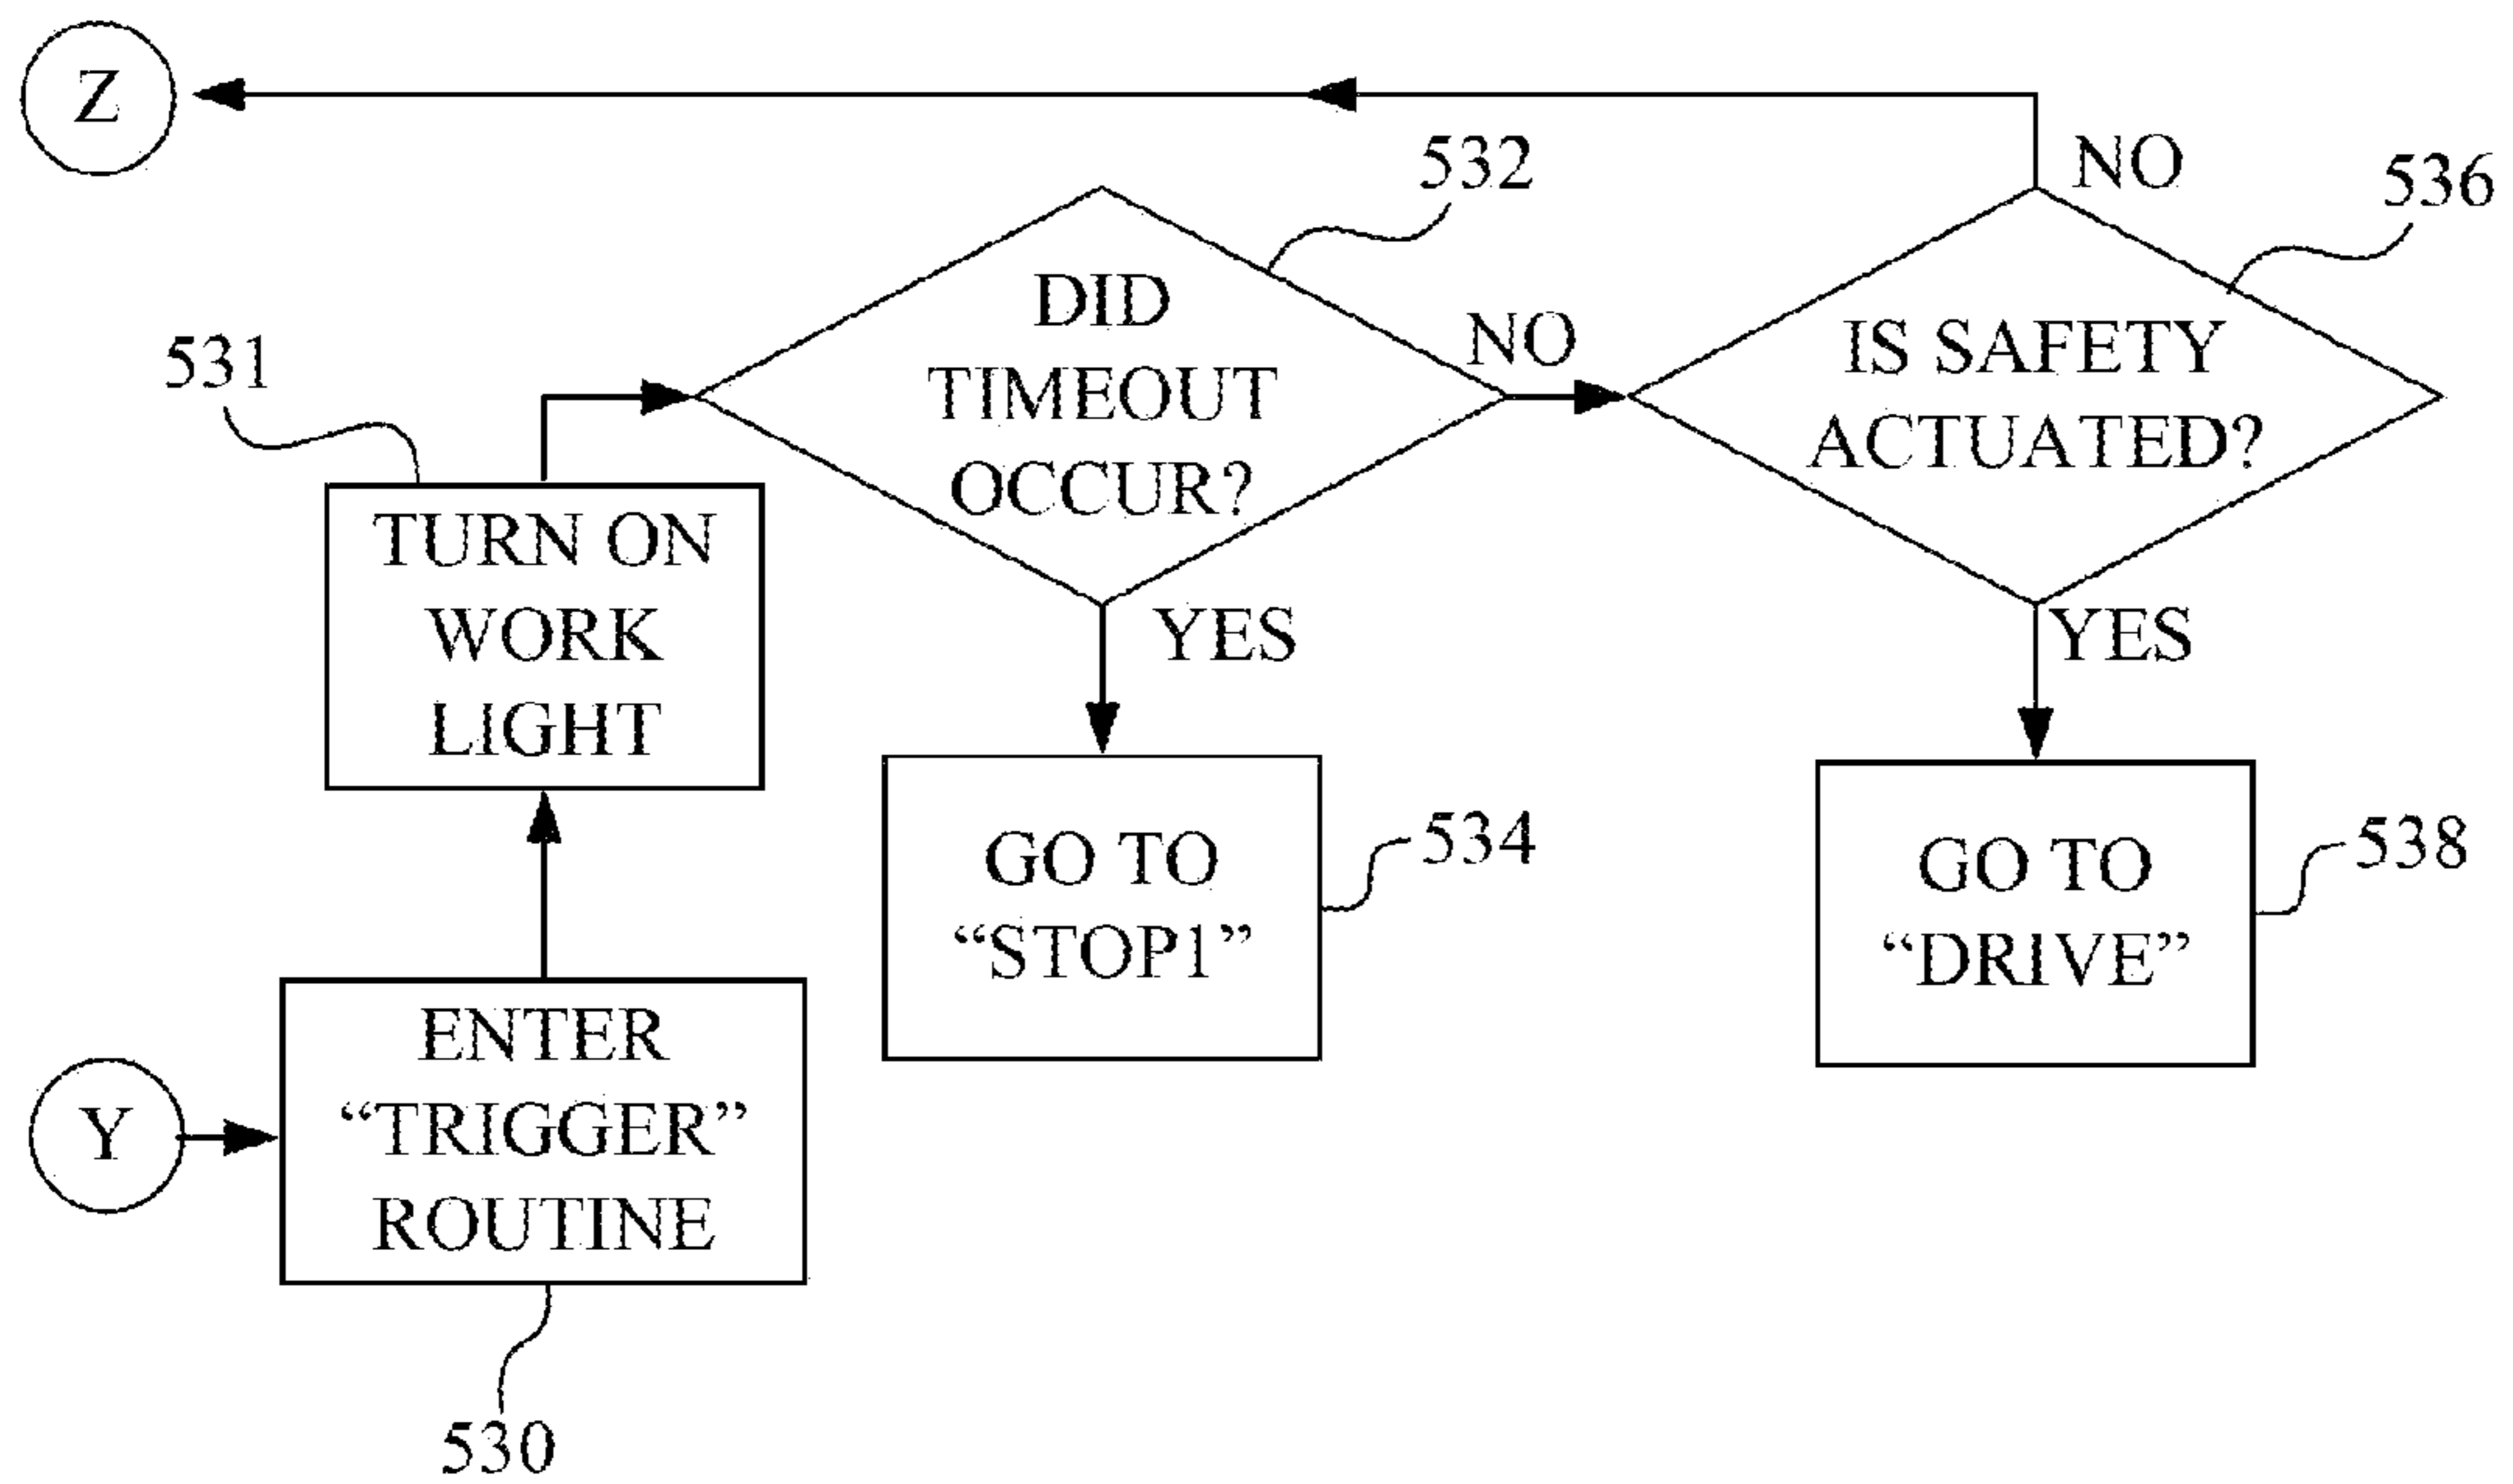 Z
532
NO
536
DID
TIMEOUT
OCCUR?
NO
IS SAFETY
ACTUATED?
531
TURN ON
WORK
LIGHT
YES
YES
GO TO
“STOP1”
534
GO TO
“DRIVE”
538
Y
ENTER
“TRIGGER”
ROUTINE
530